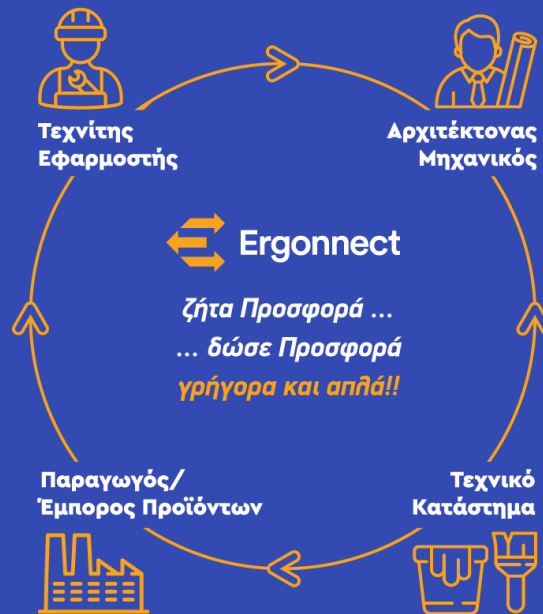 Τεχνίτης
Εφαρμοστής
Αρχιτέκτονας
Μηχανικός
Ergonnect
ζήτα Προσφορά ...
... δώσε Προσφορά
γρήγορα και απλά!!
Παραγωγός/
Έμπορος Προϊόντων
Τεχνικό
Κατάστημα